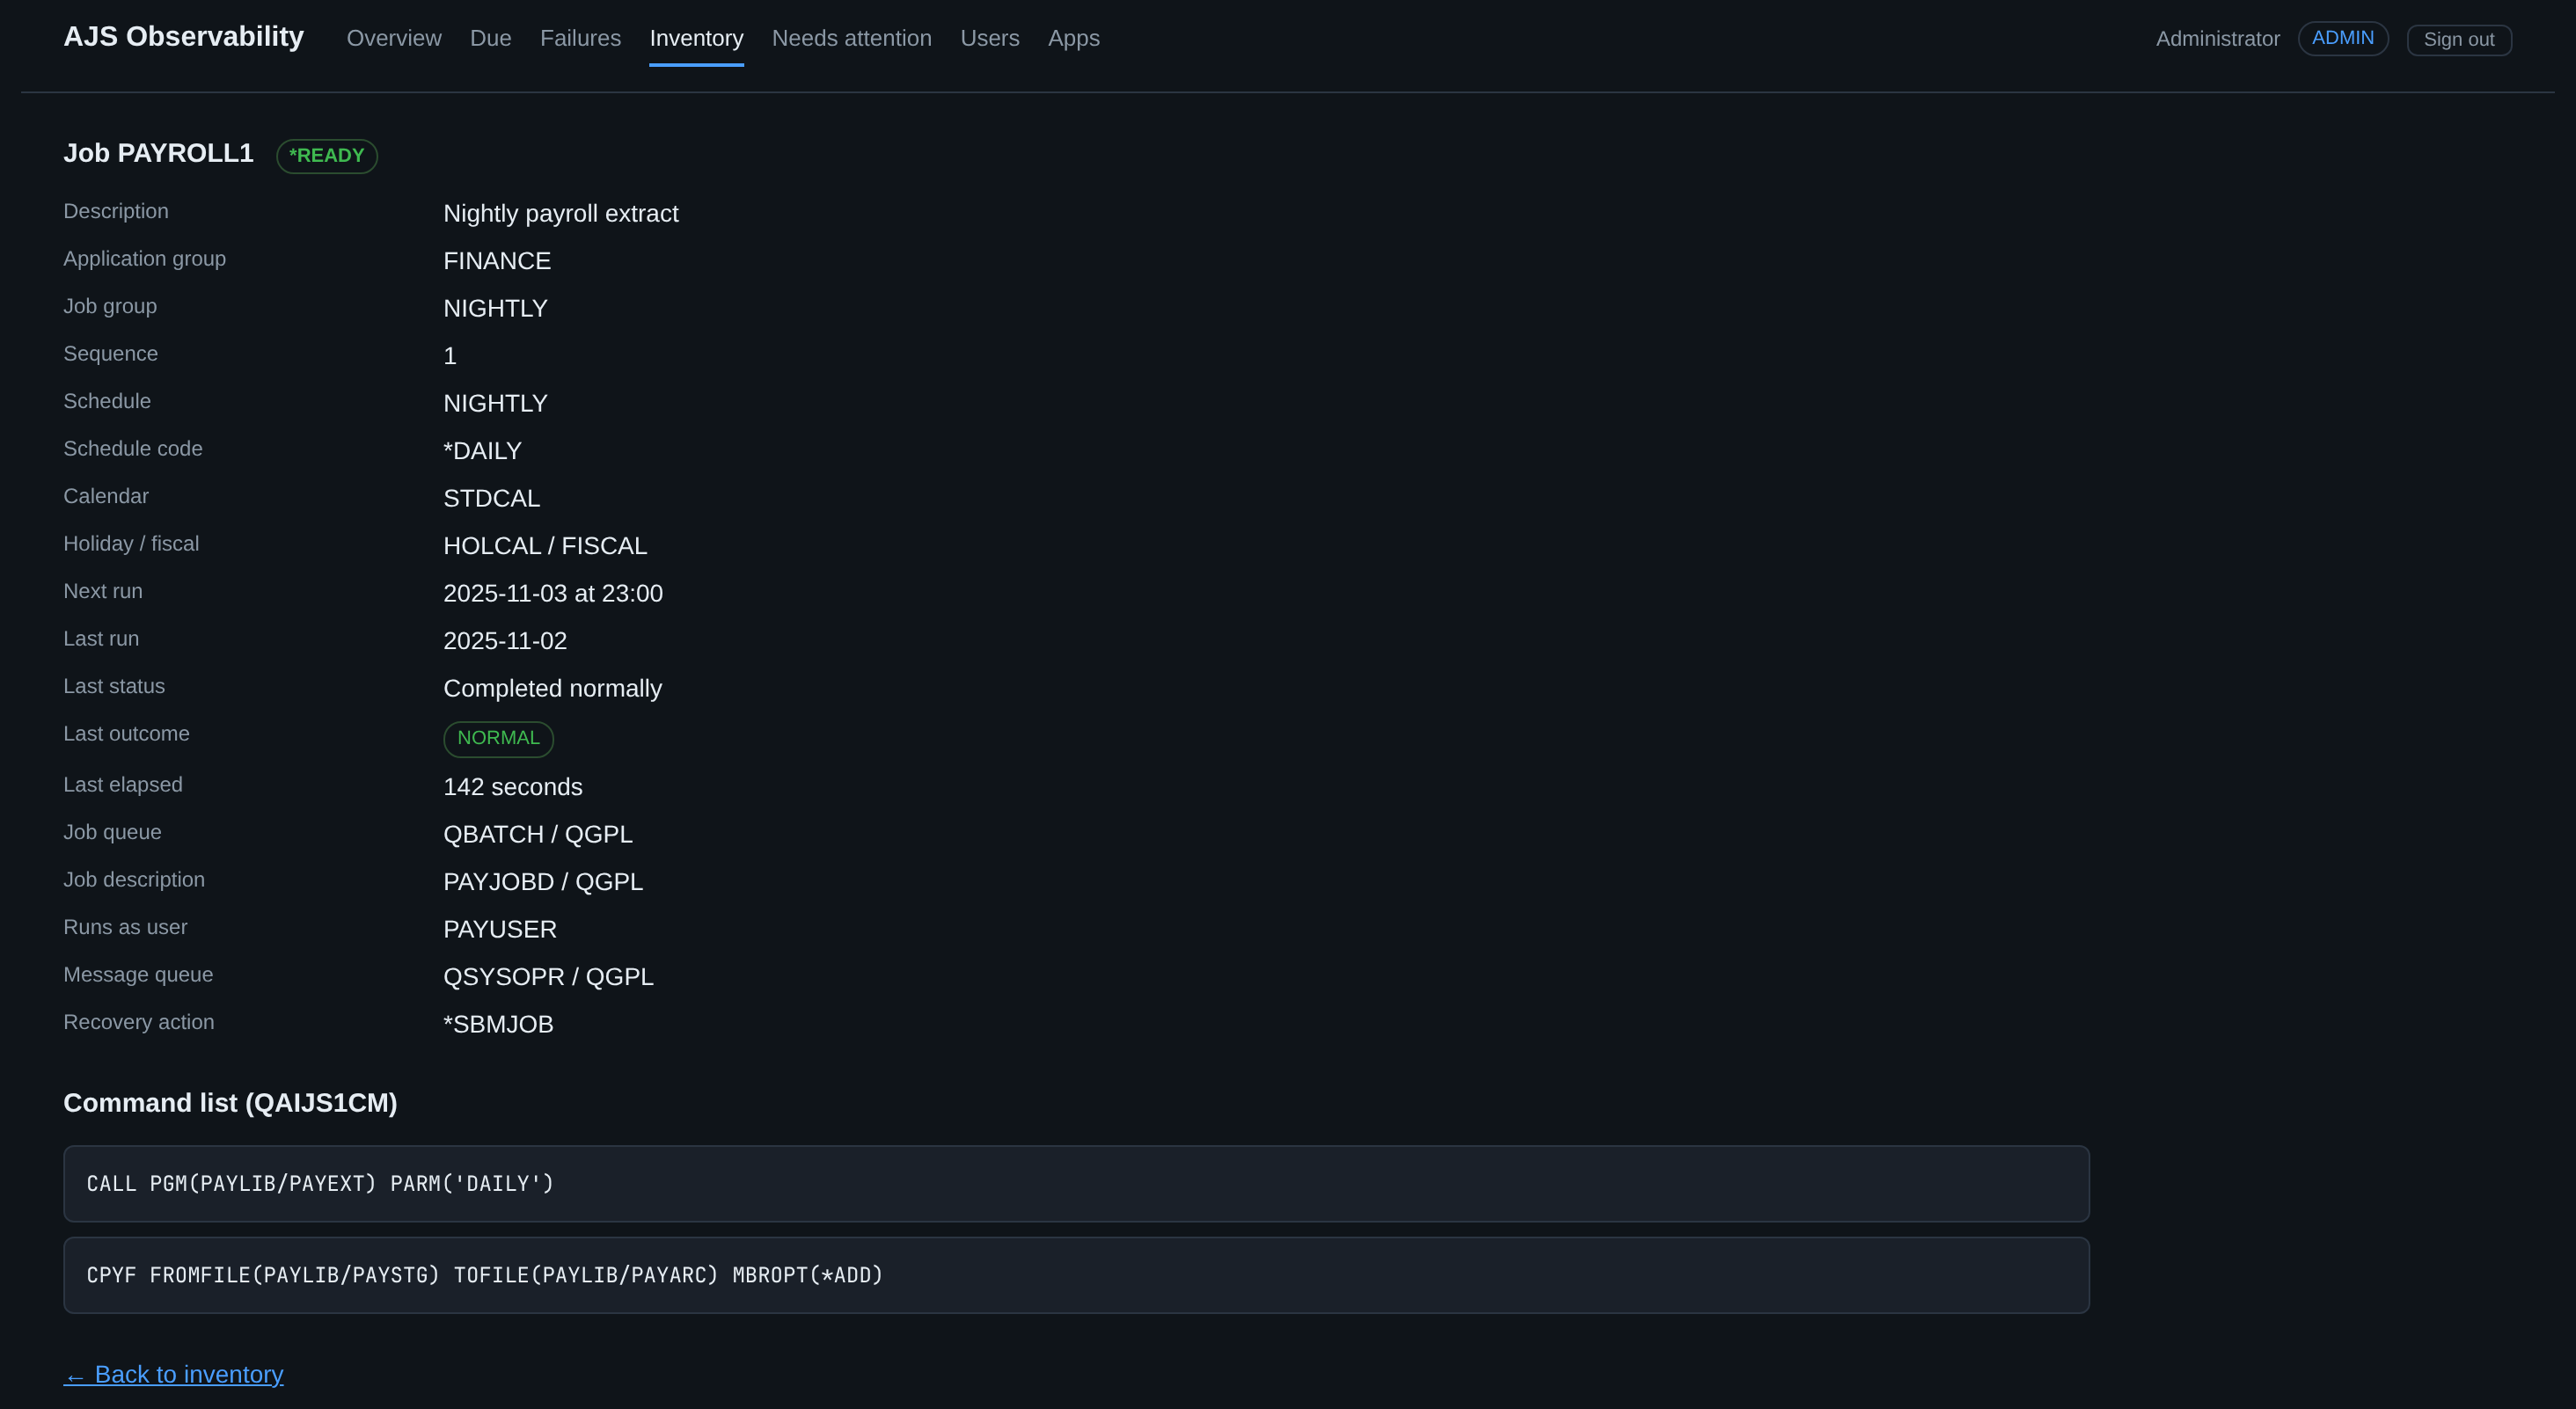 AJS Observability Overview Due Failures Inventory Needs attention Users Apps Administrator ADMIN Sign out
Job PAYROLL1 *READY
Description Nightly payroll extract
Application group FINANCE
Job group NIGHTLY
Sequence 1
Schedule NIGHTLY
Schedule code *DAILY
Calendar STDCAL
Holiday / fiscal HOLCAL / FISCAL
Next run 2025-11-03 at 23:00
Last run 2025-11-02
Last status Completed normally
Last outcome NORMAL
Last elapsed 142 seconds
Job queue QBATCH / QGPL
Job description PAYJOBD / QGPL
Runs as user PAYUSER
Message queue QSYSOPR / QGPL
Recovery action *SBMJOB
Command list (QAIJS1CM)
CALL PGM(PAYLIB/PAYEXT) PARM('DAILY')
CPYF FROMFILE(PAYLIB/PAYSTG) TOFILE(PAYLIB/PAYARC) MBROPT(*ADD)
← Back to inventory